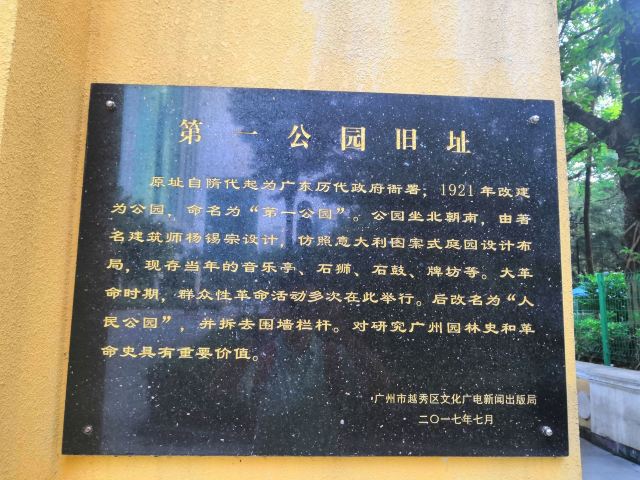 第一公园旧址
原址自隋代起为广东历代政府衙署，1921年改建
为公园，命名为“第一公园”。公园坐北朝南，由著
名建筑师杨锡宗设计，仿照意大利图案式庭园设计布
局，现存当年的音乐亭、石狮、石鼓、牌坊等。大革
命时期，群众性革命活动多次在此举行。后改名为“人
民公园”，并拆去围墙栏杆。对研究广州园林史和革
命史具有重要价值。
广州市越秀区文化广电新闻出版局
二〇一七年七月